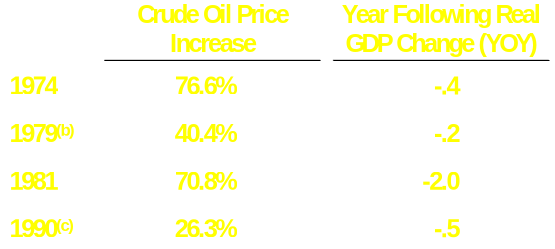 Crude Oil Price Increase
Year Following Real GDP Change (YOY)
1974 76.6% -.4
1979(b) 40.4% -.2
1981 70.8% -2.0
1990(c) 26.3% -.5